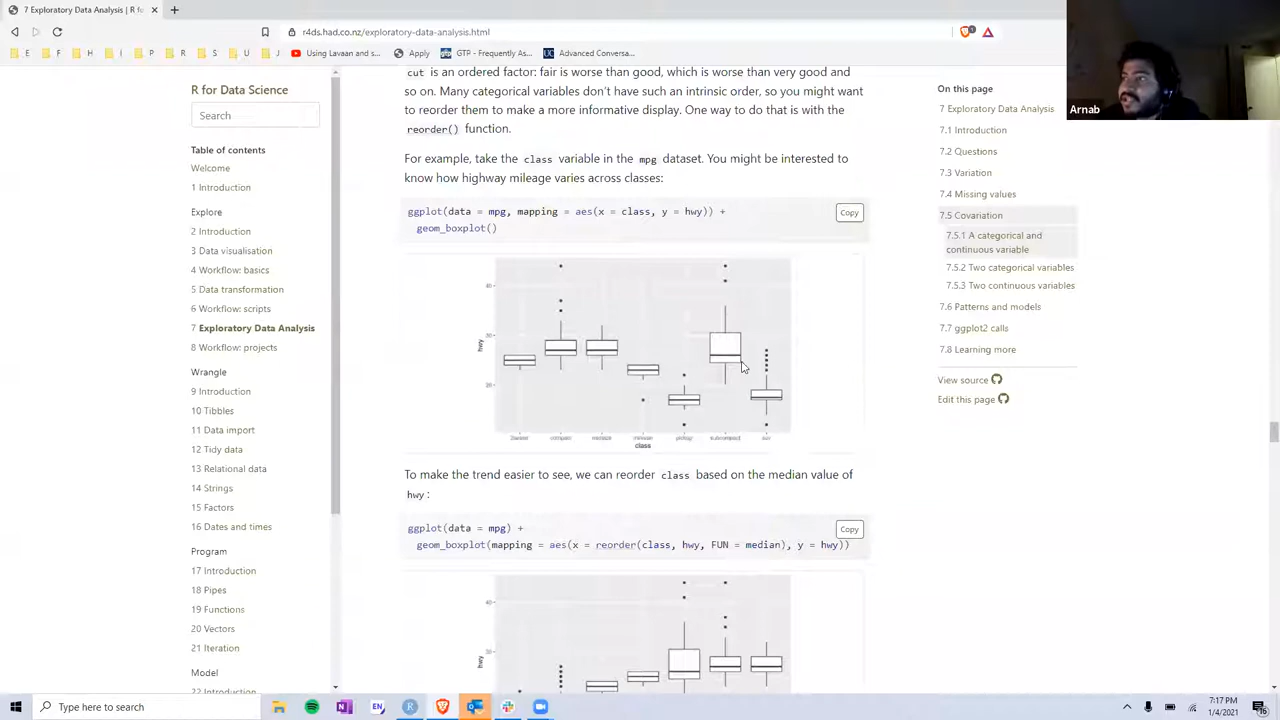 7 Exploratory Data Analysis | R f
r4ds.had.co.nz/exploratory-data-analysis.html
E
F
H
I
P
R
S
U
Using Lavaan and R...
Apply
GTP - Frequently As...
Advanced Conversa...
Arnab
R for Data Science
Search
Table of contents
Welcome
1 Introduction
Explore
2 Introduction
3 Data visualisation
4 Workflow: basics
5 Data transformation
6 Workflow: scripts
7 Exploratory Data Analysis
8 Workflow: projects
Wrangle
9 Introduction
10 Tibbles
11 Data import
12 Tidy data
13 Relational data
14 Strings
15 Factors
16 Dates and times
Program
17 Introduction
18 Pipes
19 Functions
20 Vectors
21 Iteration
Model
22 Introduction
cut is an ordered factor: fair is worse than good, which is worse than very good and
so on. Many categorical variables don't have such an intrinsic order, so you might want
to reorder them to make a more informative display. One way to do that is with the
reorder() function.
For example, take the class variable in the mpg dataset. You might be interested to
know how highway mileage varies across classes:
ggplot(data = mpg, mapping = aes(x = class, y = hwy)) +
geom_boxplot()
Copy
hwy
40
30
20
2seater compact midsize minivan pickup subcompact suv
class
To make the trend easier to see, we can reorder class based on the median value of
hwy :
ggplot(data = mpg) +
geom_boxplot(mapping = aes(x = reorder(class, hwy, FUN = median), y = hwy))
Copy
hwy
40
30
On this page
7 Exploratory Data Analysis
7.1 Introduction
7.2 Questions
7.3 Variation
7.4 Missing values
7.5 Covariation
7.5.1 A categorical and
continuous variable
7.5.2 Two categorical variables
7.5.3 Two continuous variables
7.6 Patterns and models
7.7 ggplot2 calls
7.8 Learning more
View source
Edit this page
Type here to search
7:17 PM
1/4/2021